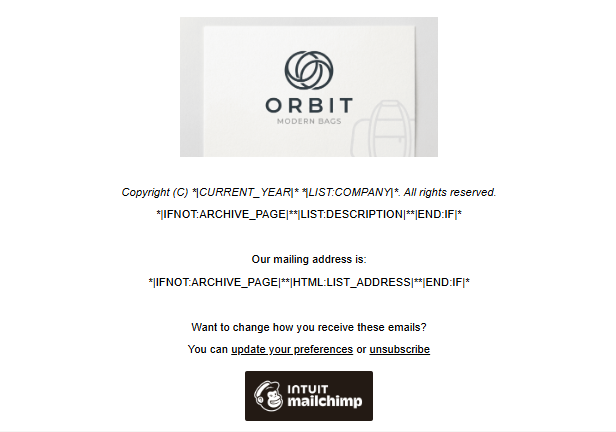 ORBIT
MODERN BAGS
Copyright (C) *|CURRENT_YEAR|* *|LIST:COMPANY|*. All rights reserved.
*|IFNOT:ARCHIVE_PAGE|**|LIST:DESCRIPTION|**|END:IF|*
Our mailing address is:
*|IFNOT:ARCHIVE_PAGE|**|HTML:LIST_ADDRESS|**|END:IF|*
Want to change how you receive these emails?
You can update your preferences or unsubscribe
INTUIT
mailchimp